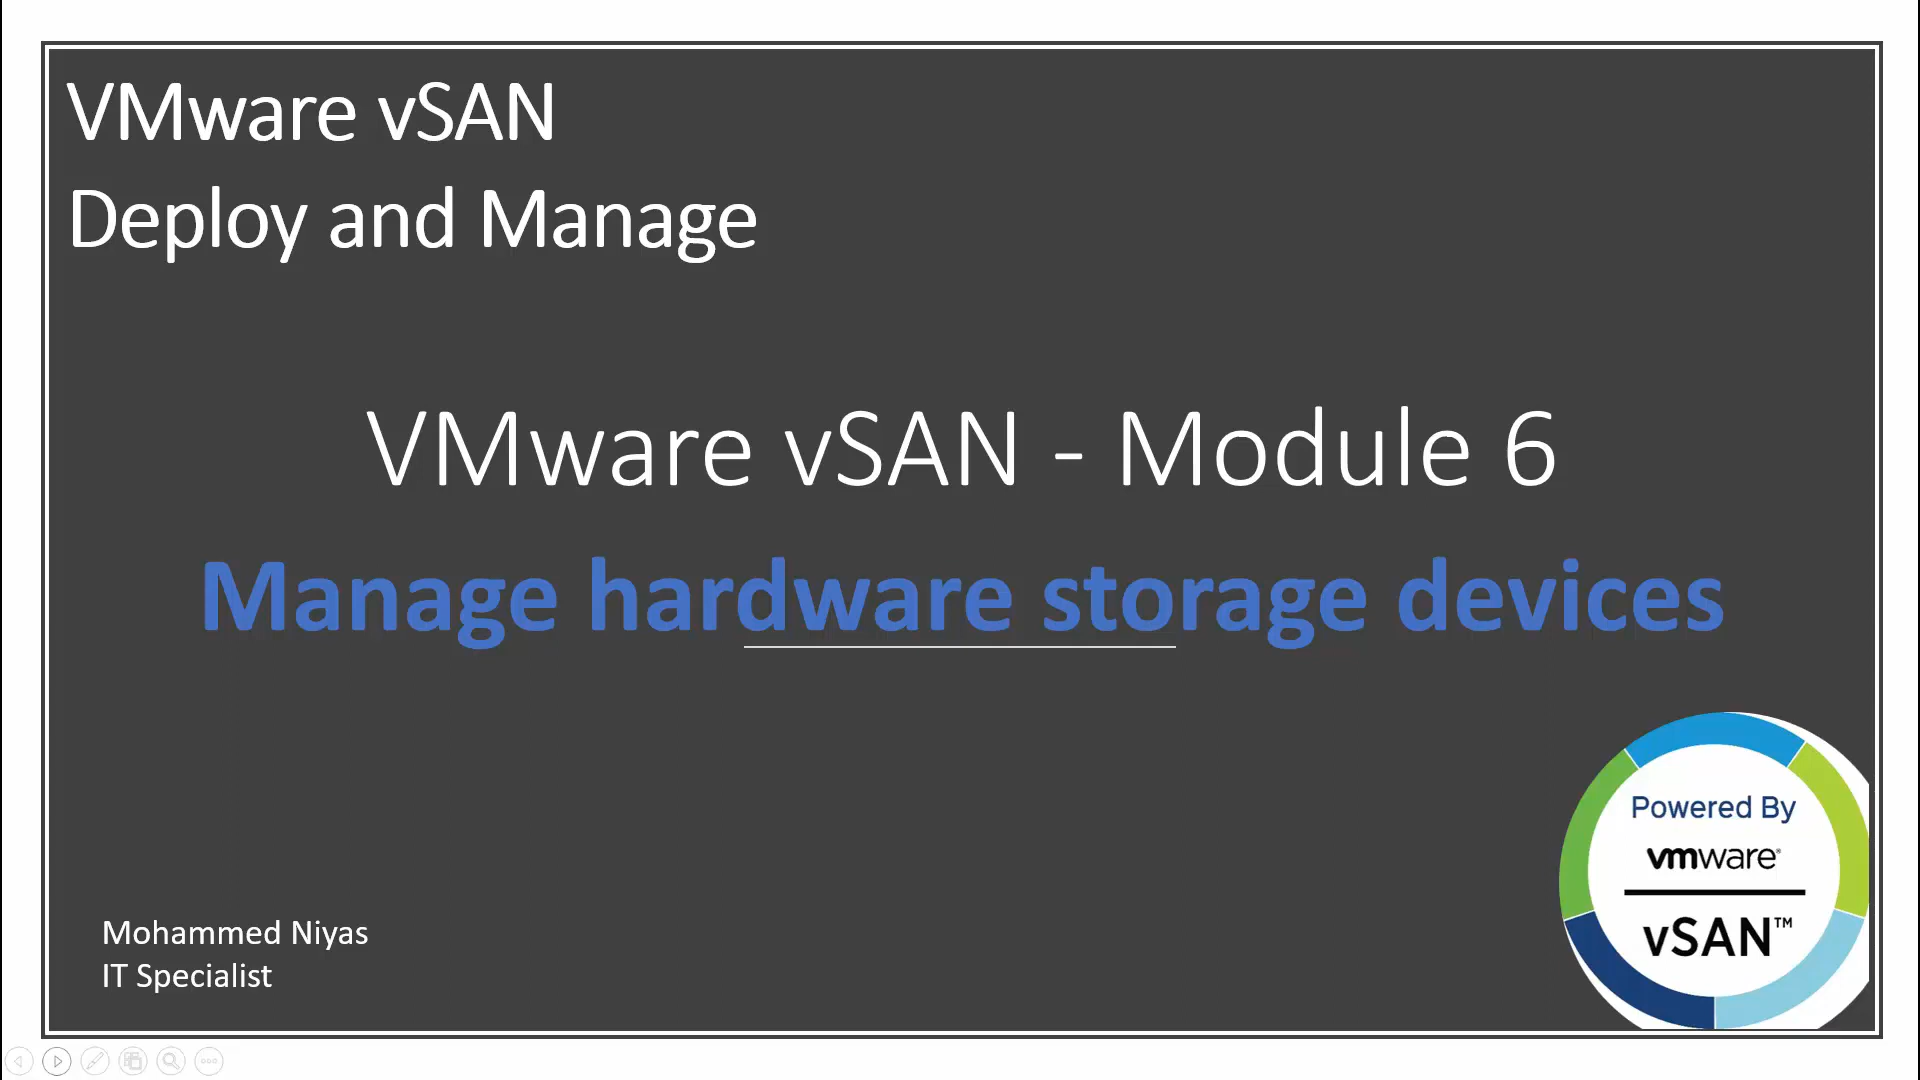 VMware vSAN
Deploy and Manage
VMware vSAN - Module 6
Manage hardware storage devices
Powered By
vmware®
vSAN™
Mohammed Niyas
IT Specialist